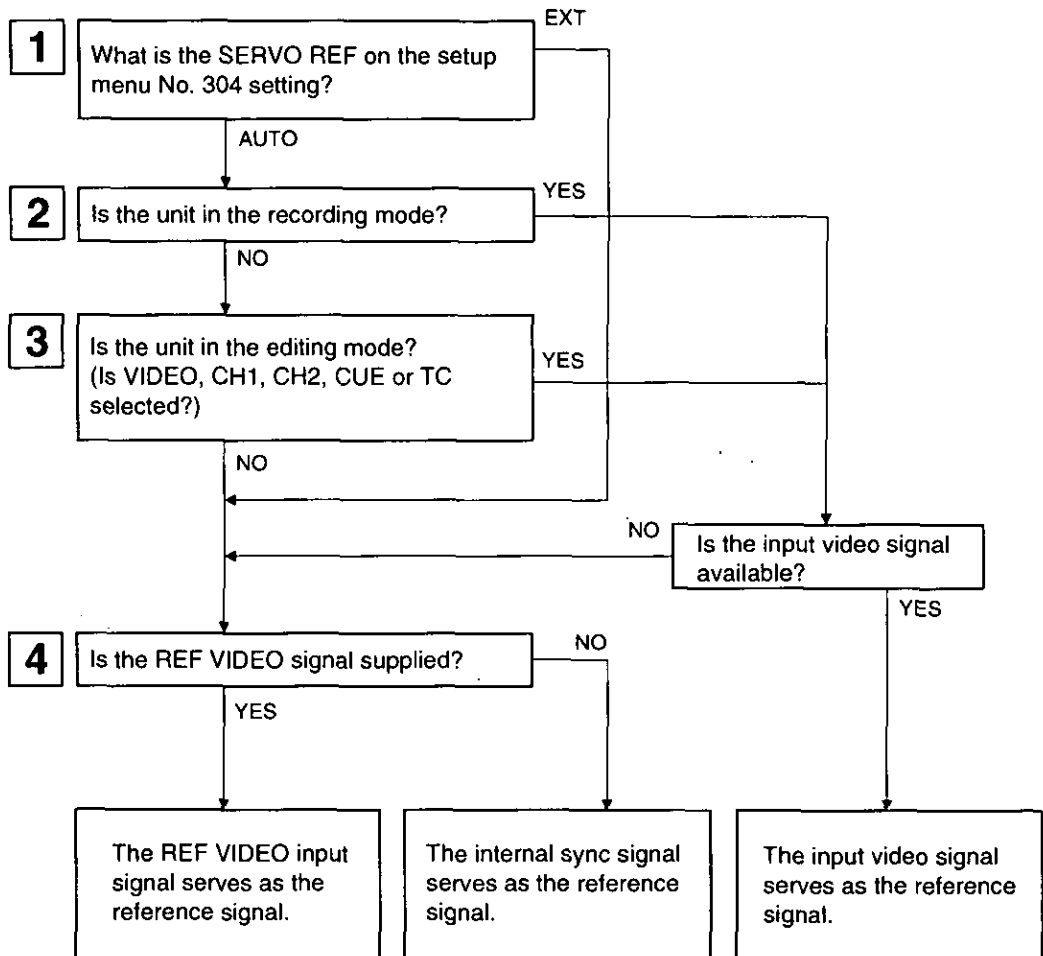 EXT
1
What is the SERVO REF on the setup
menu No. 304 setting?
AUTO
2
Is the unit in the recording mode?
YES
NO
3
Is the unit in the editing mode?
(Is VIDEO, CH1, CH2, CUE or TC
selected?)
YES
NO
NO
Is the input video signal
available?
YES
4
Is the REF VIDEO signal supplied?
NO
YES
The REF VIDEO input
signal serves as the
reference signal.
The internal sync signal
serves as the reference
signal.
The input video signal
serves as the reference
signal.